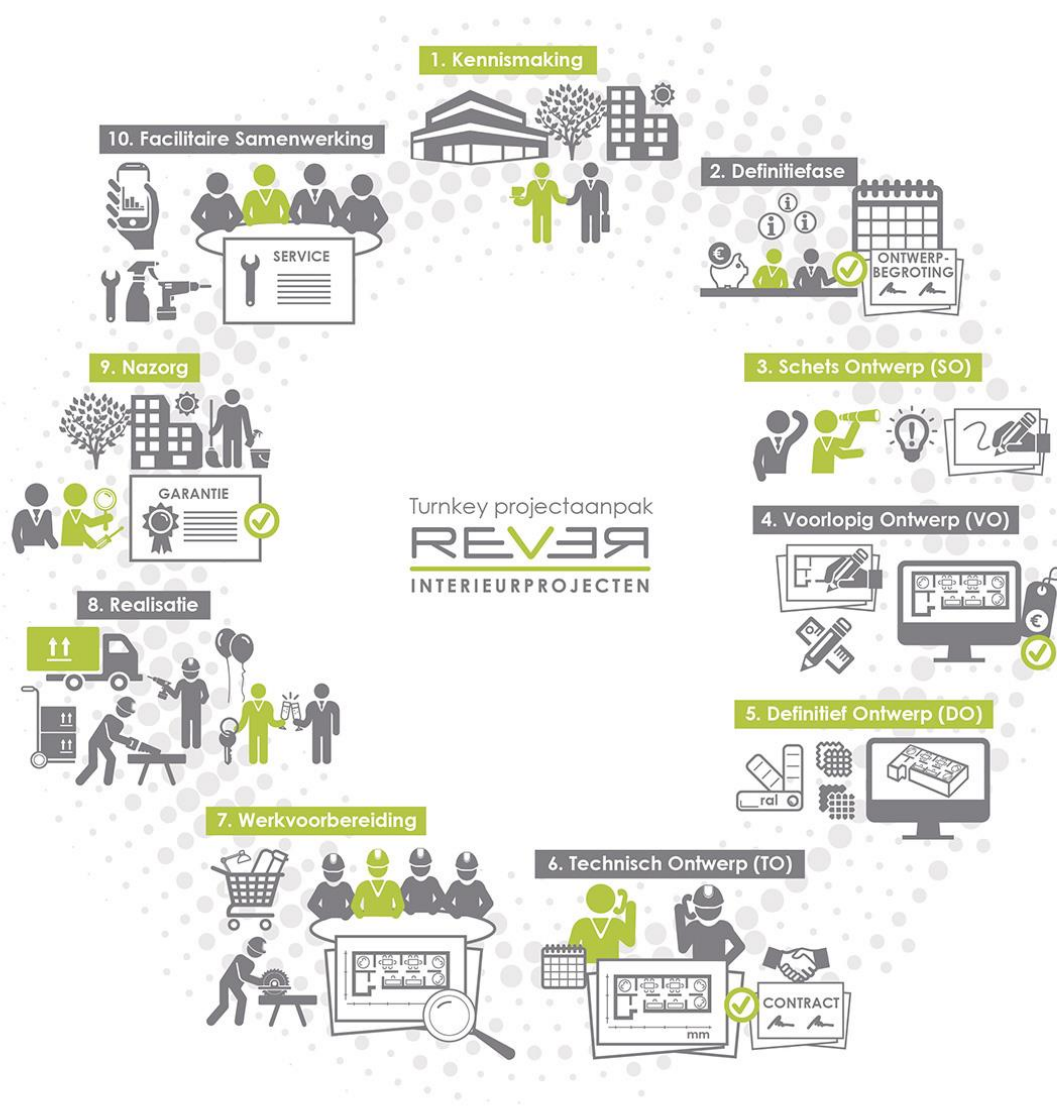 1. Kennismaking
2. Definitiefase
€
i
i
i
ONTWERP-
BEGROTING
3. Schets Ontwerp (SO)
4. Voorlopig Ontwerp (VO)
€
5. Definitief Ontwerp (DO)
ral
6. Technisch Ontwerp (TO)
mm
CONTRACT
7. Werkvoorbereiding
8. Realisatie
9. Nazorg
GARANTIE
10. Facilitaire Samenwerking
SERVICE
Turnkey projectaanpak
REVER
INTERIEURPROJECTEN